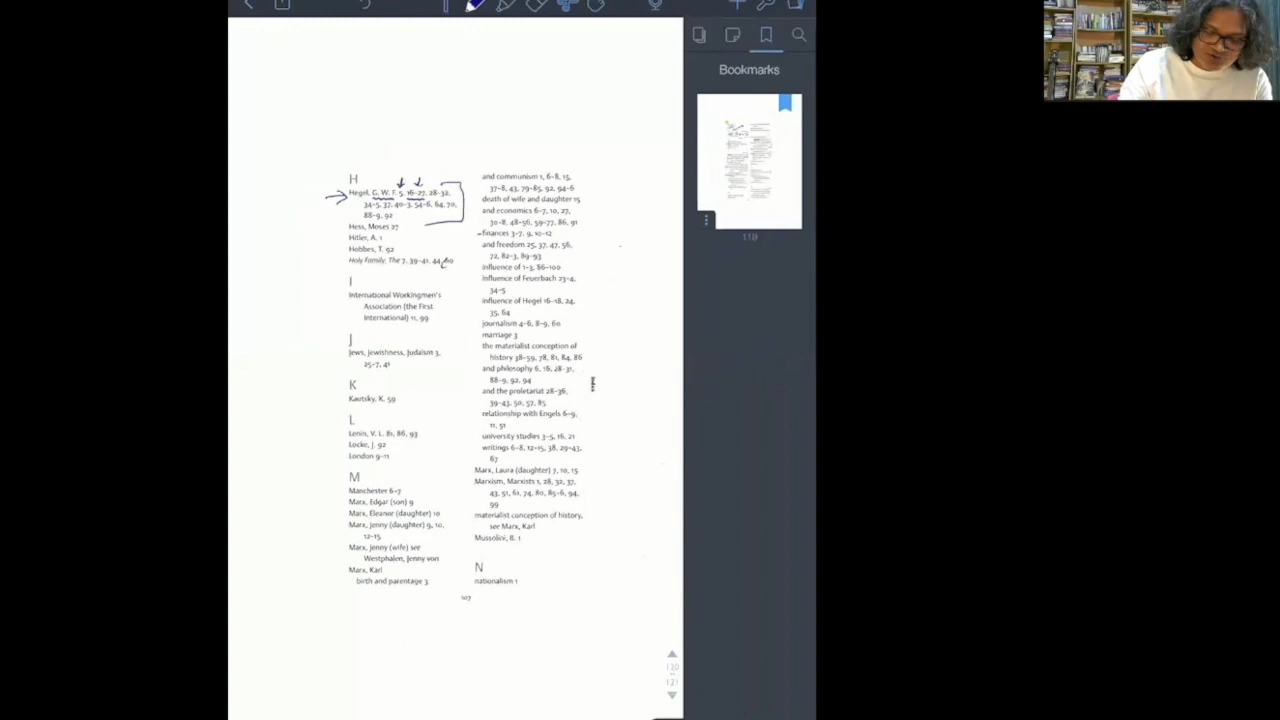 H
Hegel, G. W. F. 5, 16-27, 28-32,
34-5, 37, 40-3, 54-6, 64, 70,
88-9, 92
Hess, Moses 27
Hitler, A. 1
Hobbes, T. 92
Holy Family, The 7, 39-41, 44, 60
I
International Workingmen's
Association (the First
International) 11, 99
J
Jews, Jewishness, Judaism 3,
25-7, 41
K
Kautsky, K. 59
L
Lenin, V. L. 81, 86, 93
Locke, J. 92
London 9-11
M
Manchester 6-7
Marx, Edgar (son) 9
Marx, Eleanor (daughter) 10
Marx, Jenny (daughter) 9, 10,
12-15
Marx, Jenny (wife) see
Westphalen, Jenny von
Marx, Karl
birth and parentage 3
and communism 1, 6-8, 15,
37-8, 43, 79-85, 92, 94-6
death of wife and daughter 15
and economics 6-7, 10, 27,
30-8, 48-56, 59-77, 86, 91
finances 3-7, 9, 10-12
and freedom 25, 37, 47, 56,
72, 82-3, 89-93
influence of 1-3, 86-100
influence of Feuerbach 23-4,
34-5
influence of Hegel 16-18, 24,
35, 64
journalism 4-6, 8-9, 60
marriage 3
the materialist conception of
history 38-59, 78, 81, 84, 86
and philosophy 6, 16, 28-31,
88-9, 92, 94
and the proletariat 28-36,
39-43, 50, 57, 85
relationship with Engels 6-9,
11, 51
university studies 3-5, 16, 21
writings 6-8, 12-15, 38, 29-43,
67
Marx, Laura (daughter) 7, 10, 15
Marxism, Marxists 1, 28, 32, 37,
43, 51, 61, 74, 80, 85-6, 94,
99
materialist conception of history,
see Marx, Karl
Mussolini, B. 1
N
nationalism 1
Index
107
Bookmarks
119
120
121